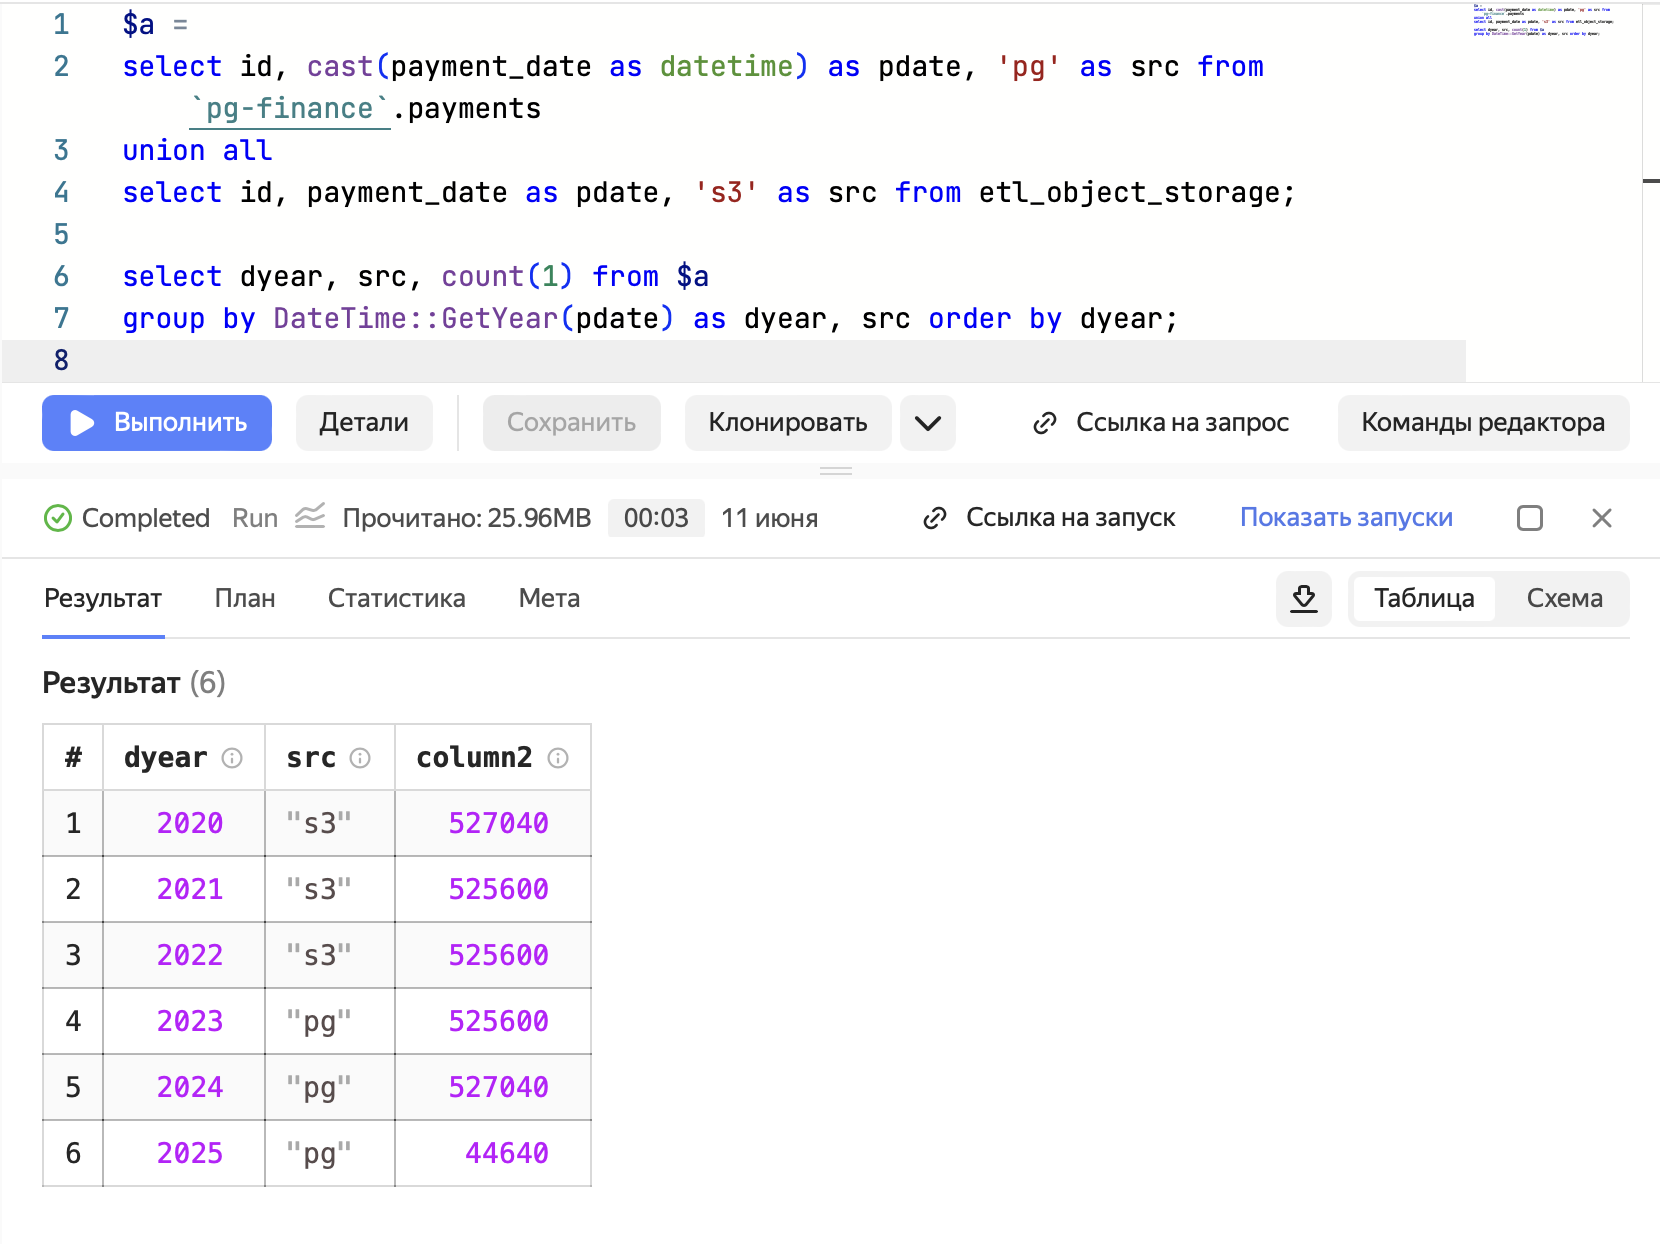 1 $a =
2 select id, cast(payment_date as datetime) as pdate, 'pg' as src from
`pg-finance`.payments
3 union all
4 select id, payment_date as pdate, 's3' as src from etl_object_storage;
5
6 select dyear, src, count(1) from $a
7 group by DateTime::GetYear(pdate) as dyear, src order by dyear;
8
Выполнить Детали Сохранить Клонировать Ссылка на запрос Команды редактора
Completed Run Прочитано: 25.96MB 00:03 11 июня Ссылка на запуск Показать запуски
Результат План Статистика Мета Таблица Схема
Результат (6)
# dyear src column2
1 2020 "s3" 527040
2 2021 "s3" 525600
3 2022 "s3" 525600
4 2023 "pg" 525600
5 2024 "pg" 527040
6 2025 "pg" 44640